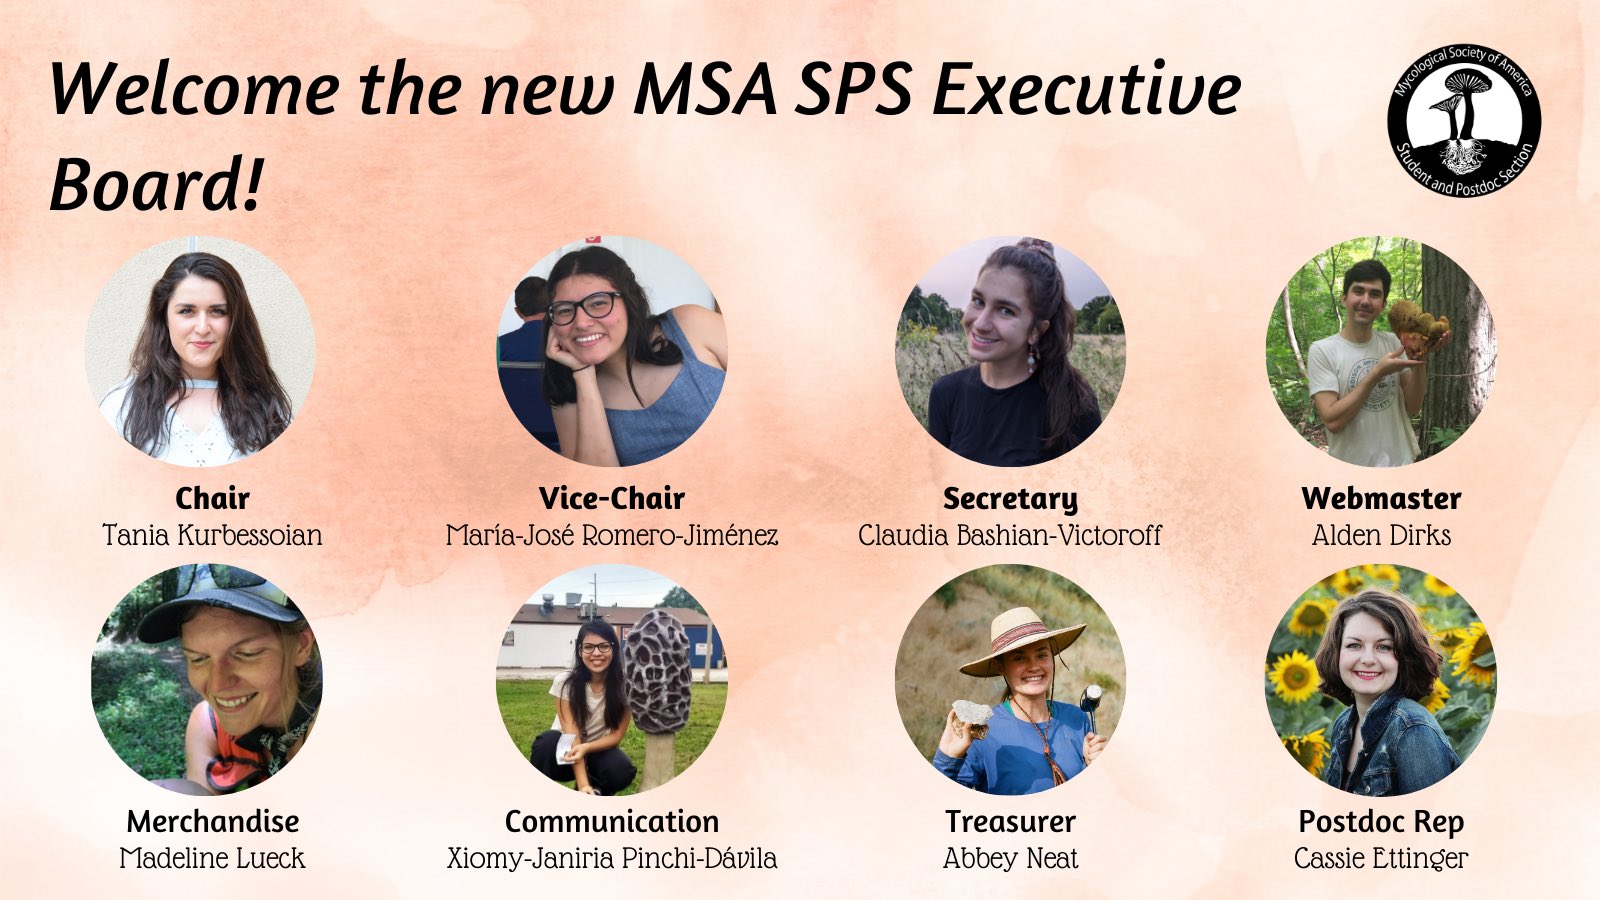 Welcome the new MSA SPS Executive
Board!
Mycological Society of America
Student and Postdoc Section
Chair
Tania Kurbessoian
Vice-Chair
María-José Romero-Jiménez
Secretary
Claudia Bashian-Victoroff
Webmaster
Alden Dirks
Merchandise
Madeline Lueck
Communication
Xiomy-Janiria Pinchi-Dávila
Treasurer
Abbey Neat
Postdoc Rep
Cassie Ettinger